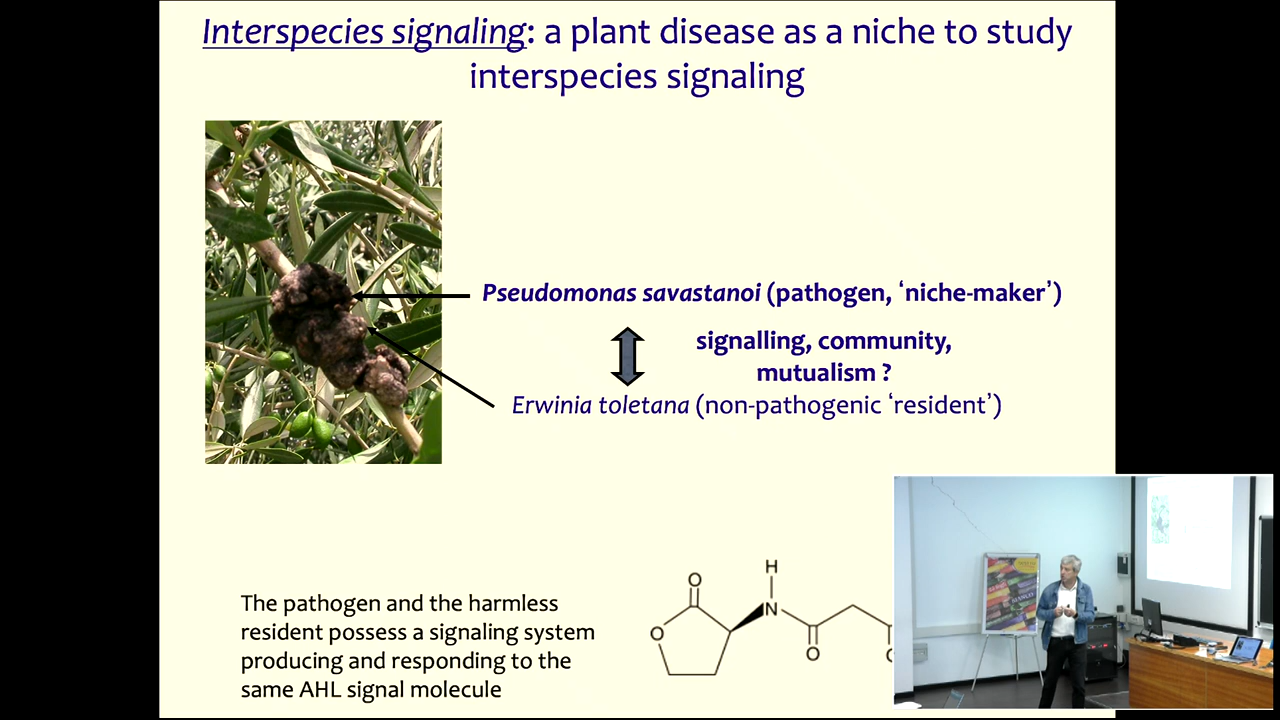 Interspecies signaling: a plant disease as a niche to study
interspecies signaling
Pseudomonas savastanoi (pathogen, ‘niche-maker’)
signalling, community,
mutualism ?
Erwinia toletana (non-pathogenic ‘resident’)
The pathogen and the harmless
resident possess a signaling system
producing and responding to the
same AHL signal molecule
H
O
N
O
O